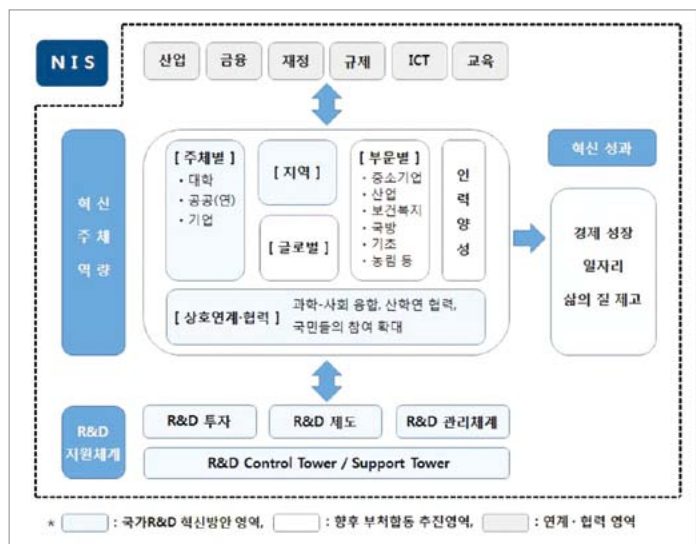 NIS
산업 금융 재정 규제 ICT 교육
혁신
주체
역량
[ 주체별 ]
· 대학
· 공공(연)
· 기업
[ 지역 ]
[ 글로벌 ]
[ 부문별 ]
· 중소기업
· 산업
· 보건복지
· 국방
· 기초
· 농림 등
인
력
양
성
[ 상호연계·협력 ] 과학-사회 융합, 산학연 협력,
국민들의 참여 확대
혁신 성과
경제 성장
일자리
삶의 질 제고
R&D
지원체계
R&D 투자 R&D 제도 R&D 관리체계
R&D Control Tower / Support Tower
* : 국가R&D 혁신방안 영역, : 향후 부처합동 추진영역, : 연계·협력 영역